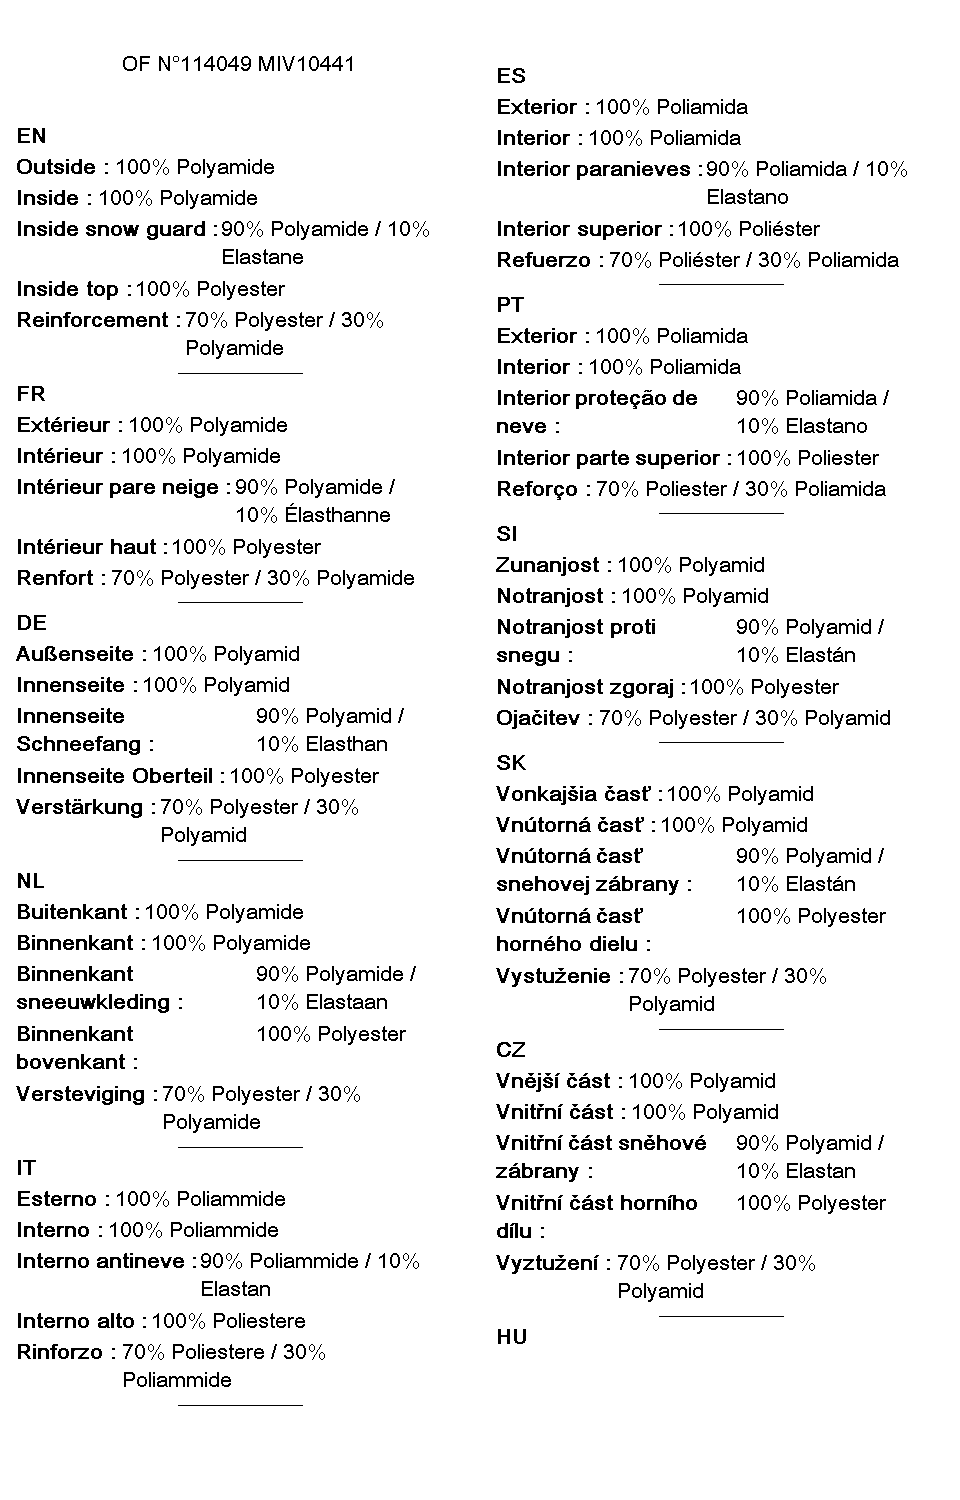 OF N°114049 MIV10441
EN
Outside : 100% Polyamide
Inside : 100% Polyamide
Inside snow guard : 90% Polyamide / 10%
Elastane
Inside top : 100% Polyester
Reinforcement : 70% Polyester / 30%
Polyamide
FR
Extérieur : 100% Polyamide
Intérieur : 100% Polyamide
Intérieur pare neige : 90% Polyamide /
10% Élasthanne
Intérieur haut : 100% Polyester
Renfort : 70% Polyester / 30% Polyamide
DE
Außenseite : 100% Polyamid
Innenseite : 100% Polyamid
Innenseite 90% Polyamid /
Schneefang : 10% Elasthan
Innenseite Oberteil : 100% Polyester
Verstärkung : 70% Polyester / 30%
Polyamid
NL
Buitenkant : 100% Polyamide
Binnenkant : 100% Polyamide
Binnenkant 90% Polyamide /
sneeuwkleding : 10% Elastaan
Binnenkant 100% Polyester
bovenkant :
Versteviging : 70% Polyester / 30%
Polyamide
IT
Esterno : 100% Poliammide
Interno : 100% Poliammide
Interno antineve : 90% Poliammide / 10%
Elastan
Interno alto : 100% Poliestere
Rinforzo : 70% Poliestere / 30%
Poliammide
ES
Exterior : 100% Poliamida
Interior : 100% Poliamida
Interior paranieves : 90% Poliamida / 10%
Elastano
Interior superior : 100% Poliéster
Refuerzo : 70% Poliéster / 30% Poliamida
PT
Exterior : 100% Poliamida
Interior : 100% Poliamida
Interior proteção de 90% Poliamida /
neve : 10% Elastano
Interior parte superior : 100% Poliester
Reforço : 70% Poliester / 30% Poliamida
SI
Zunanjost : 100% Polyamid
Notranjost : 100% Polyamid
Notranjost proti 90% Polyamid /
snegu : 10% Elastán
Notranjost zgoraj : 100% Polyester
Ojačitev : 70% Polyester / 30% Polyamid
SK
Vonkajšia časť : 100% Polyamid
Vnútorná časť : 100% Polyamid
Vnútorná časť 90% Polyamid /
snehovej zábrany : 10% Elastán
Vnútorná časť 100% Polyester
horného dielu :
Vystuženie : 70% Polyester / 30%
Polyamid
CZ
Vnější část : 100% Polyamid
Vnitřní část : 100% Polyamid
Vnitřní část sněhové 90% Polyamid /
zábrany : 10% Elastan
Vnitřní část horního 100% Polyester
dílu :
Vyztužení : 70% Polyester / 30%
Polyamid
HU